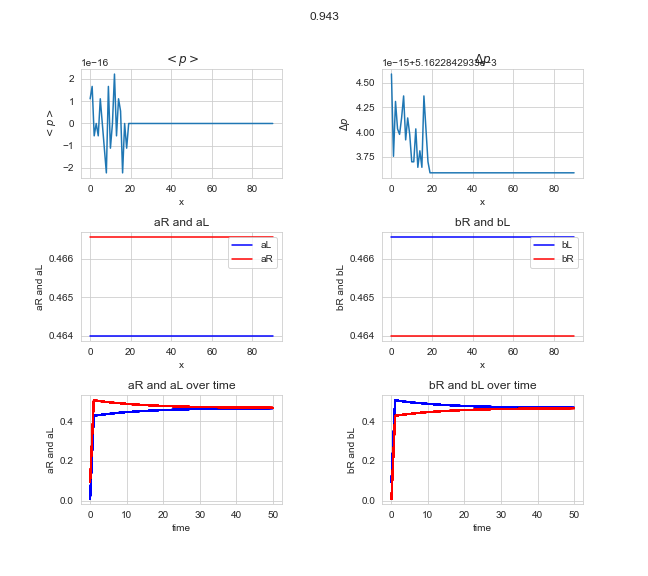 0.943
<p>
Δp
1e−16
1e−15+5.1622842933e−3
2
1
0
−1
−2
<p>
0 20 40 60 80
x
4.50
4.25
4.00
3.75
Δp
0 20 40 60 80
x
aR and aL
bR and bL
0.466
0.465
0.464
aR and aL
aL
aR
0 20 40 60 80
x
0.466
0.465
0.464
bR and bL
bL
bR
0 20 40 60 80
x
aR and aL over time
bR and bL over time
0.4
0.2
0.0
aR and aL
0 10 20 30 40 50
time
0.4
0.2
0.0
bR and bL
0 10 20 30 40 50
time